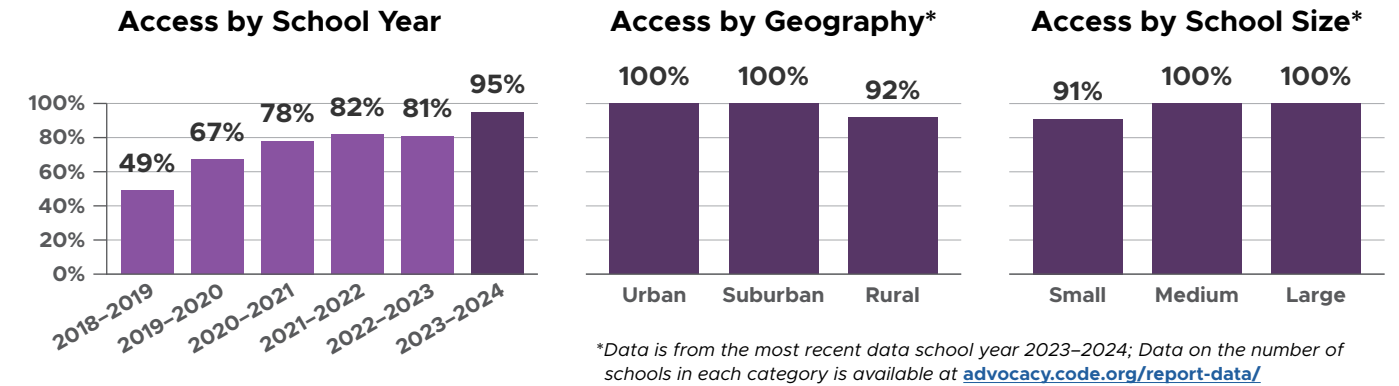 Access by School Year
100%
80%
60%
40%
20%
0%
49%
67%
78%
82%
81%
95%
2018–2019
2019–2020
2020–2021
2021–2022
2022–2023
2023–2024
Access by Geography*
100%
100%
92%
Urban
Suburban
Rural
Access by School Size*
91%
100%
100%
Small
Medium
Large
*Data is from the most recent data school year 2023–2024; Data on the number of
schools in each category is available at advocacy.code.org/report-data/